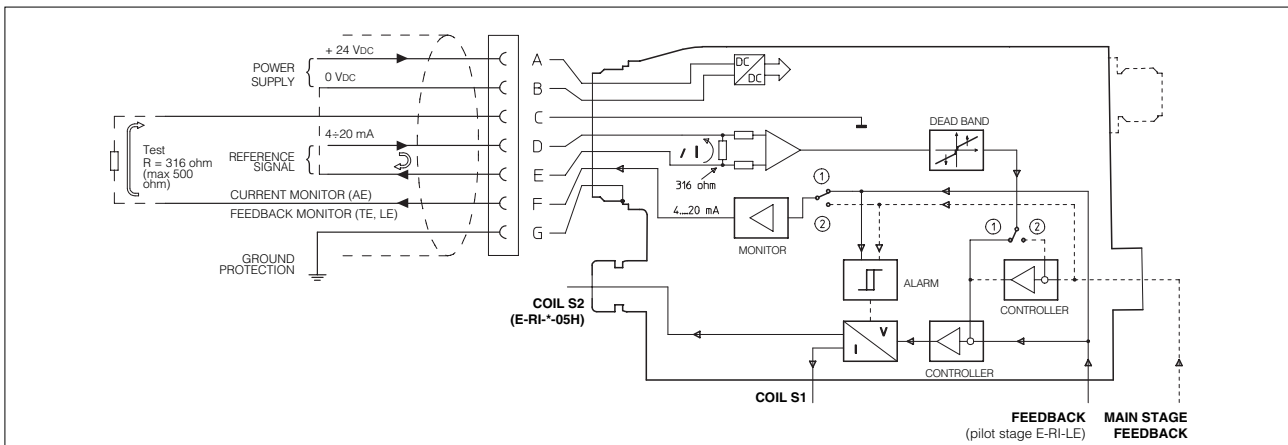 + 24 VDC
POWER
SUPPLY
0 VDC
Test
R = 316 ohm
(max 500
ohm)
4÷20 mA
REFERENCE
SIGNAL
CURRENT MONITOR (AE)
FEEDBACK MONITOR (TE, LE)
GROUND
PROTECTION
A
B
C
D
E
F
G
DC
DC
DEAD BAND
I
316 ohm
4....20 mA
MONITOR
1
2
1
2
ALARM
CONTROLLER
COIL S2
(E-RI-*-05H)
V
I
CONTROLLER
COIL S1
FEEDBACK
(pilot stage E-RI-LE)
MAIN STAGE
FEEDBACK